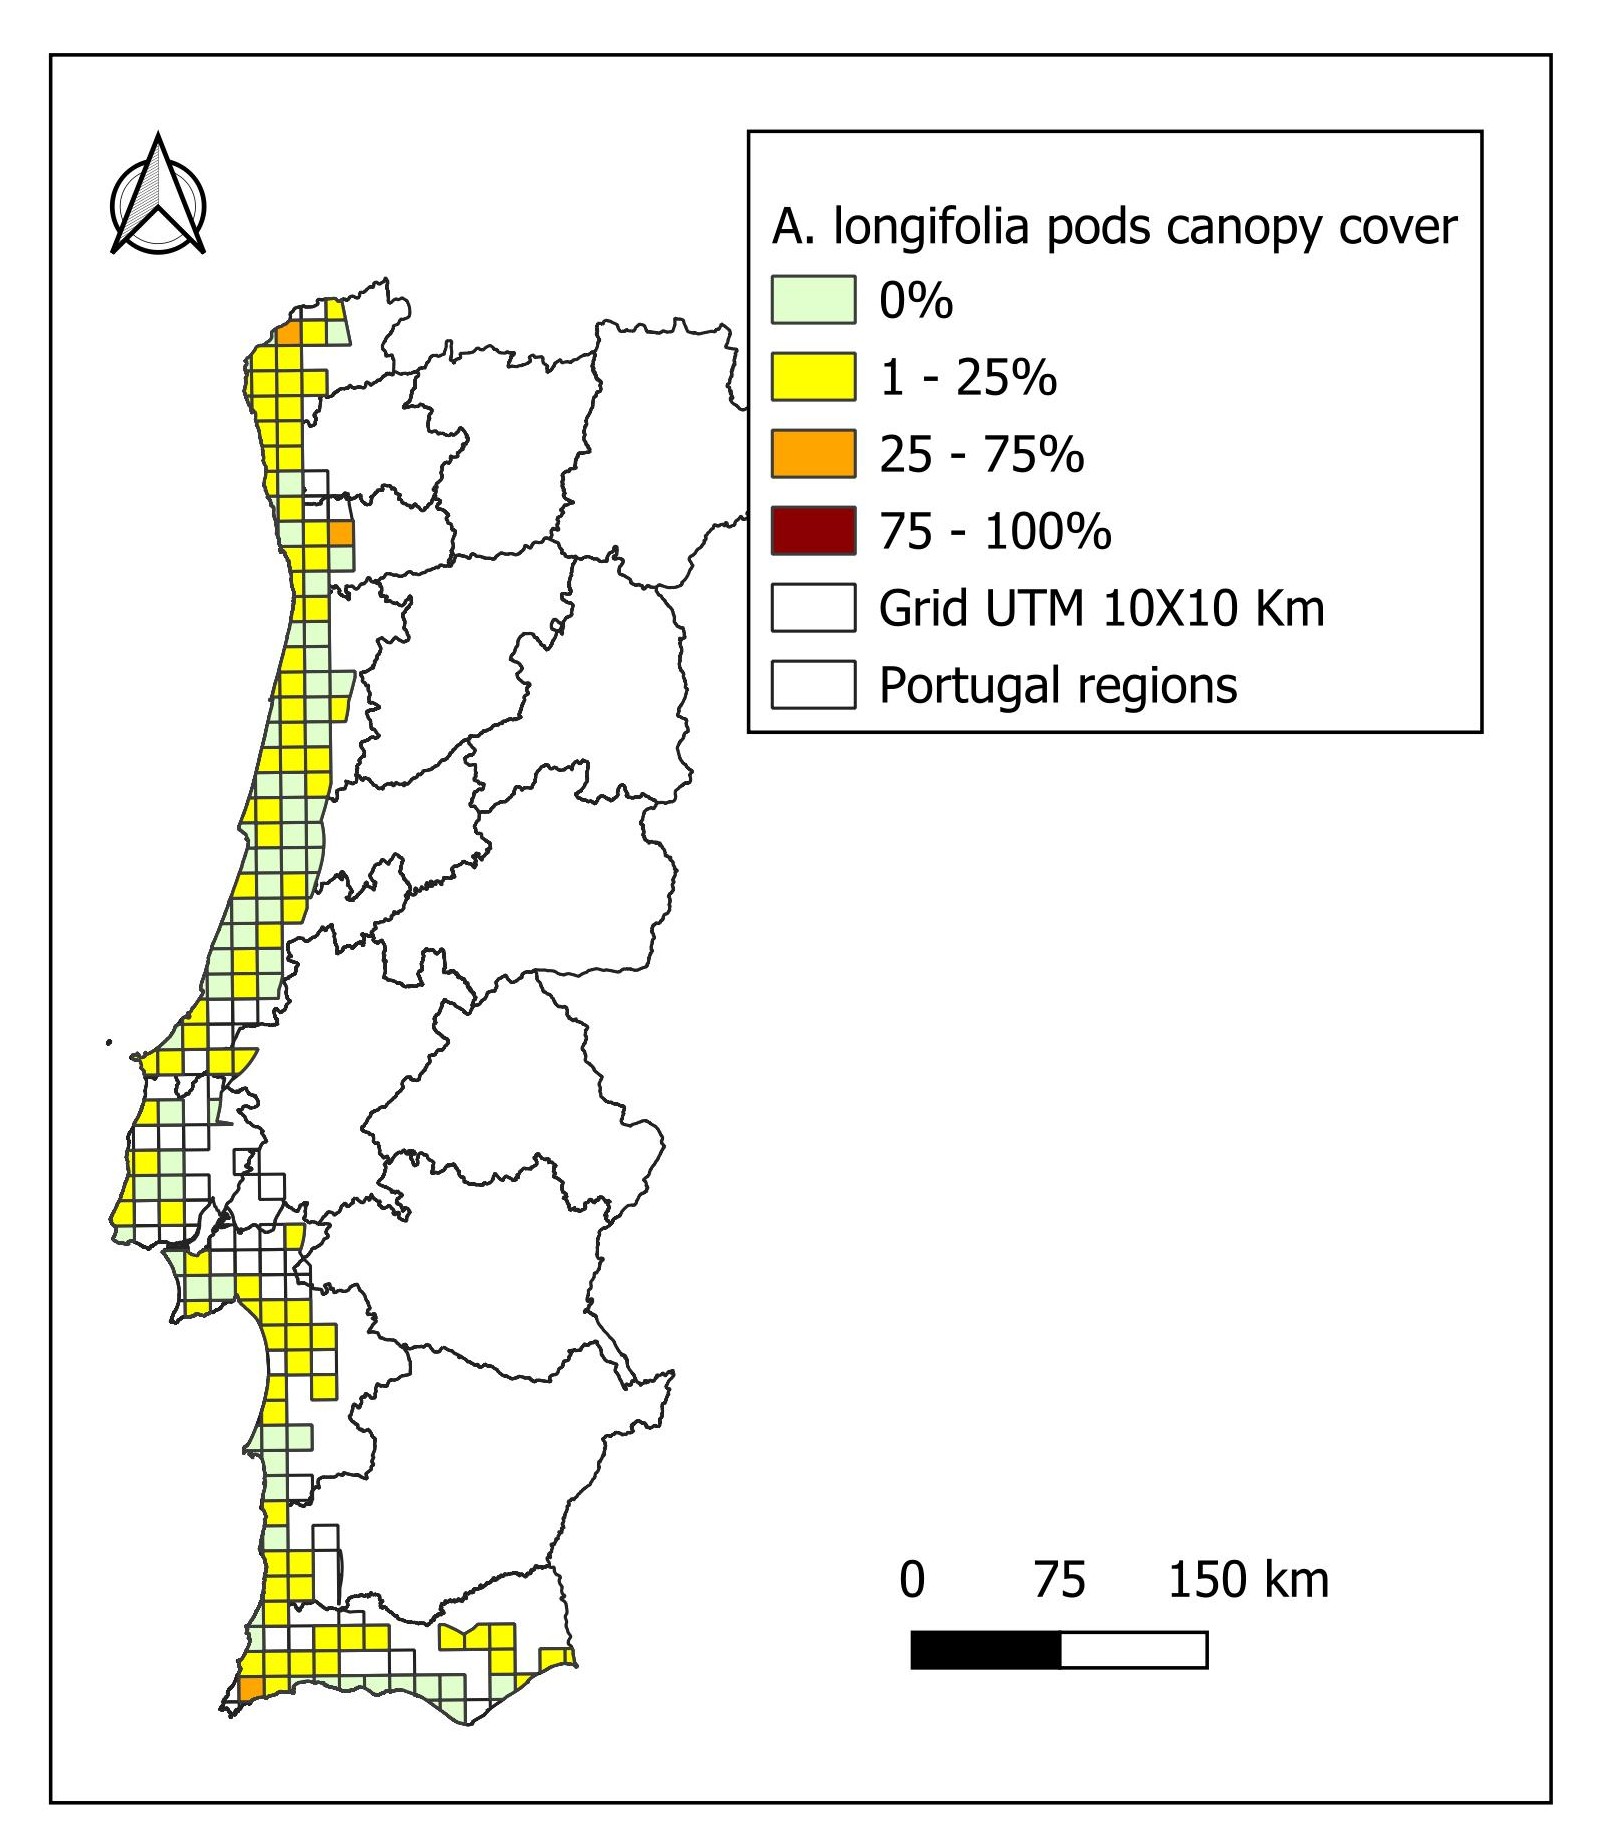 A. longifolia pods canopy cover
0%
1 - 25%
25 - 75%
75 - 100%
Grid UTM 10X10 Km
Portugal regions
0 75 150 km